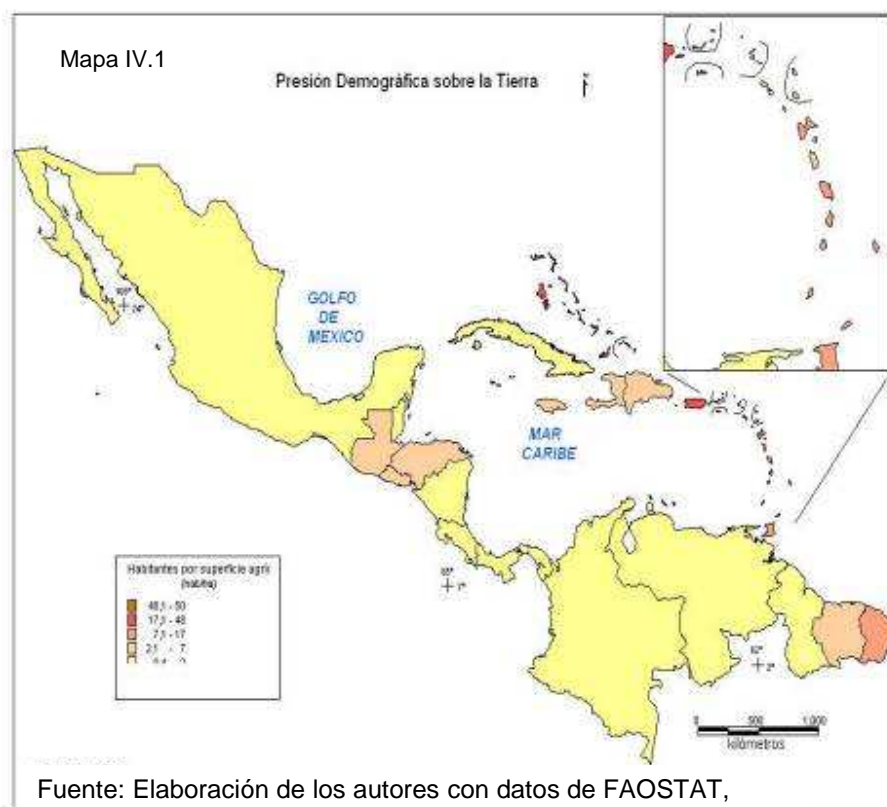 Mapa IV.1
Presión Demográfica sobre la Tierra
GOLFO
DE
MEXICO
MAR
CARIBE
Habitantes por superficie agrí
(hab/ha)
48,1 - 50
17,1 - 48
7,1 - 17
2,1 - 7
0 500 1.000
kilómetros
Fuente: Elaboración de los autores con datos de FAOSTAT,